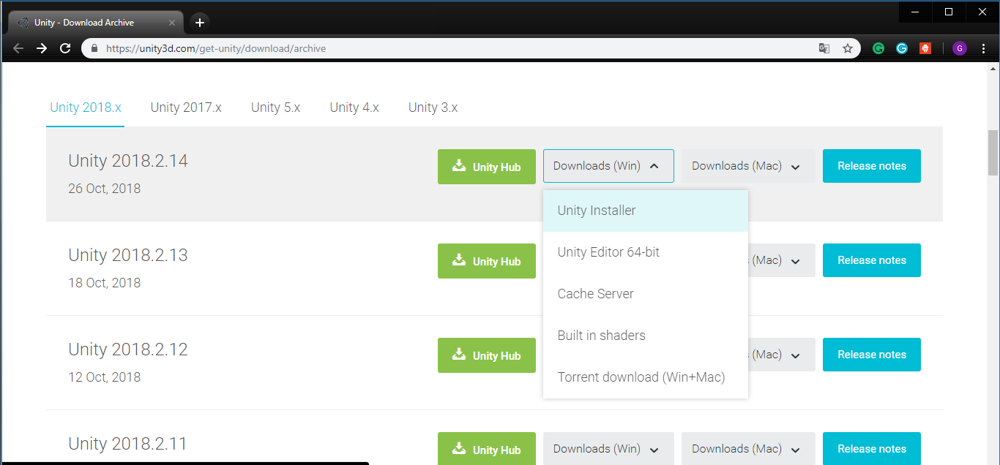 Unity - Download Archive
https://unity3d.com/get-unity/download/archive
G
Unity 2018.x Unity 2017.x Unity 5.x Unity 4.x Unity 3.x
Unity 2018.2.14
26 Oct, 2018
Unity Hub Downloads (Win) Downloads (Mac) Release notes
Unity Installer
Unity Editor 64-bit
Cache Server
Built in shaders
Torrent download (Win+Mac)
Unity 2018.2.13
18 Oct, 2018
Unity Hub (Mac) Release notes
Unity 2018.2.12
12 Oct, 2018
Unity Hub (Mac) Release notes
Unity 2018.2.11
Unity Hub Downloads (Win) Downloads (Mac) Release notes